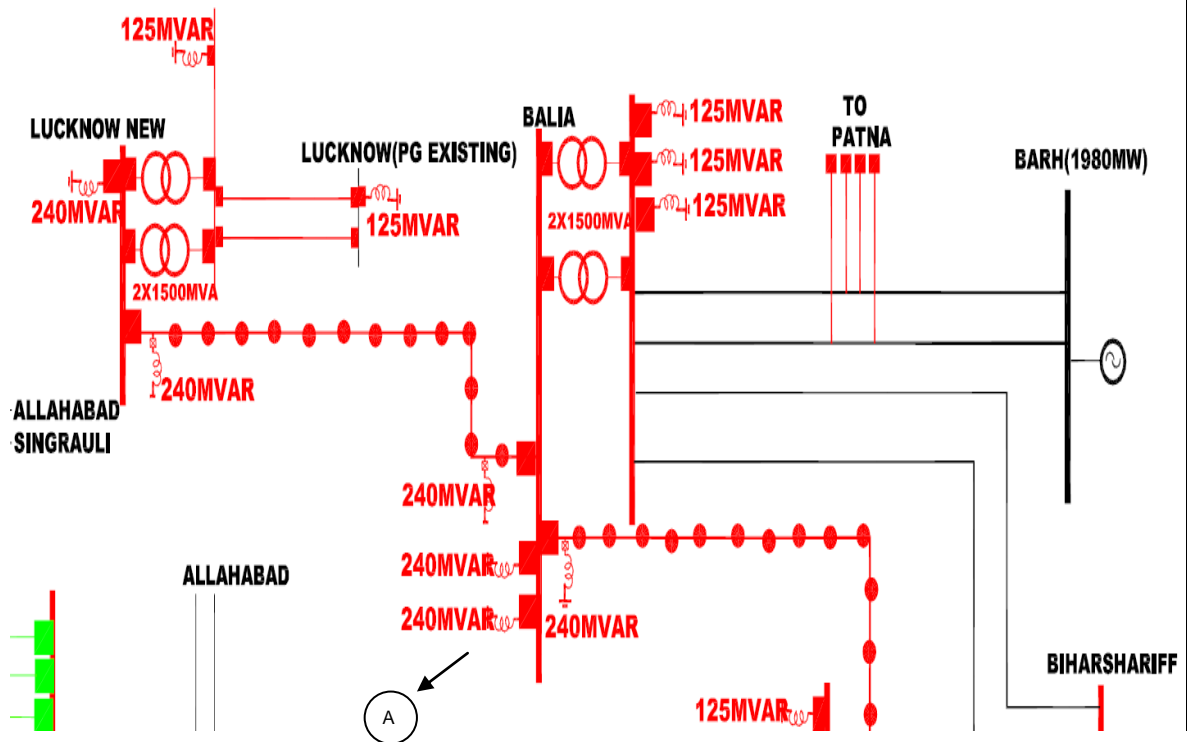 125MVAR
LUCKNOW NEW
240MVAR
2X1500MVA
LUCKNOW(PG EXISTING)
125MVAR
240MVAR
ALLAHABAD
SINGRAULI
BALIA
2X1500MVA
125MVAR
125MVAR
125MVAR
TO
PATNA
BARH(1980MW)
240MVAR
240MVAR
240MVAR
240MVAR
ALLAHABAD
A
125MVAR
BIHARSHARIFF